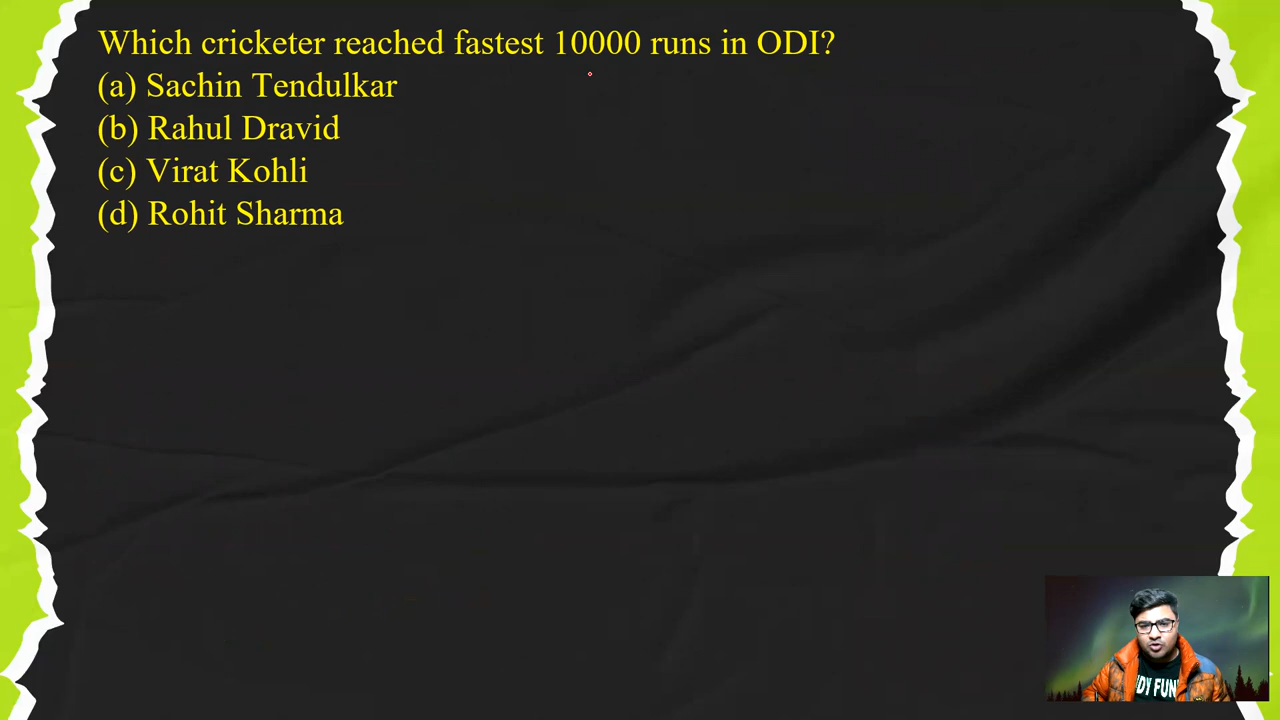 Which cricketer reached fastest 10000 runs in ODI?
(a) Sachin Tendulkar
(b) Rahul Dravid
(c) Virat Kohli
(d) Rohit Sharma